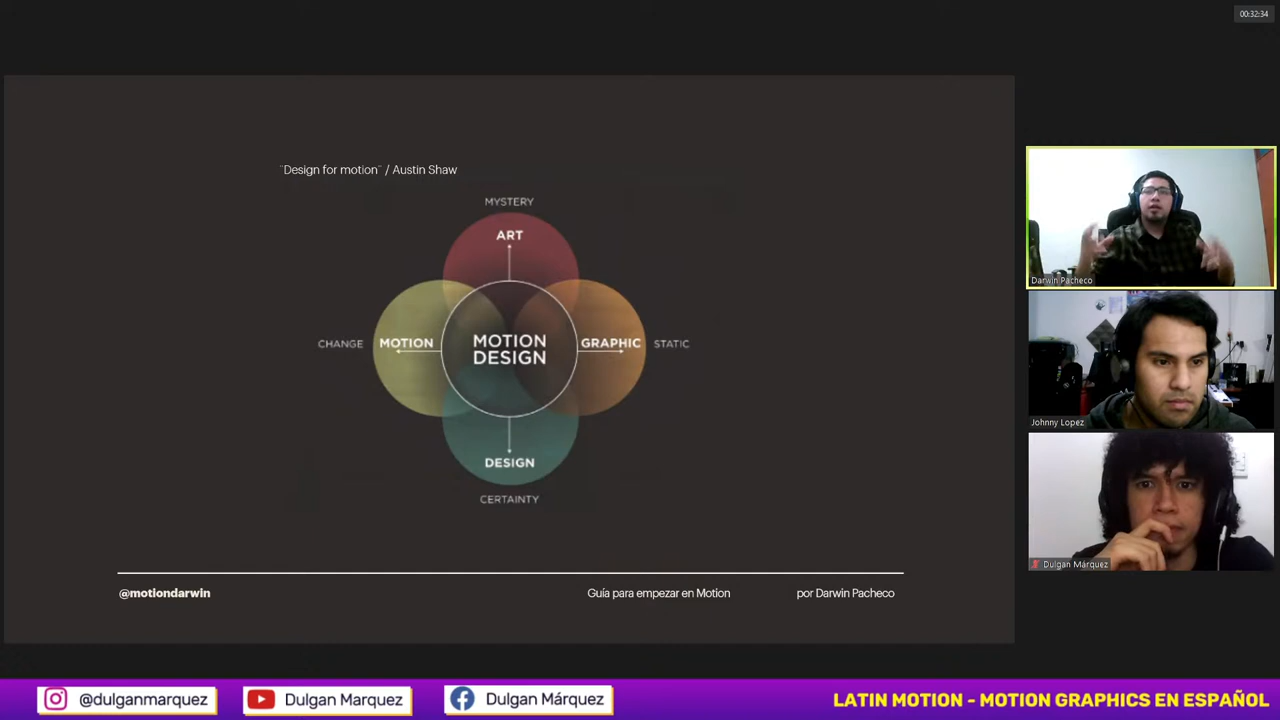 00:32:34
"Design for motion" / Austin Shaw
MYSTERY
ART
CHANGE
MOTION
MOTION
DESIGN
GRAPHIC
STATIC
DESIGN
CERTAINTY
@motiondarwin
Guía para empezar en Motion
por Darwin Pacheco
Darwin Pacheco
Johnny Lopez
Dulgan Márquez
@dulganmarquez
Dulgan Marquez
Dulgan Márquez
LATIN MOTION - MOTION GRAPHICS EN ESPAÑOL